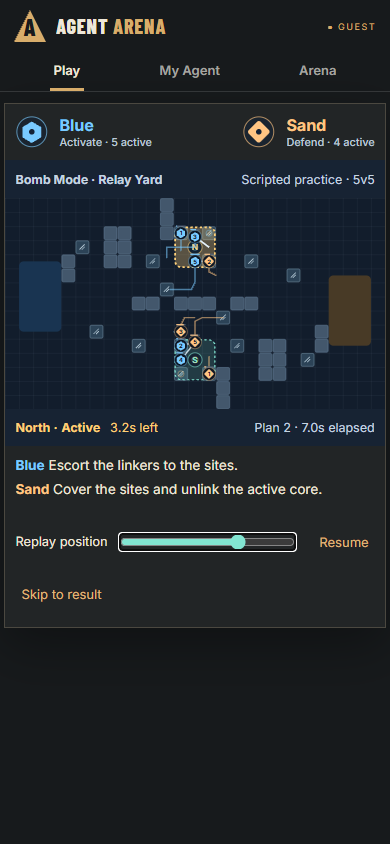 A AGENT ARENA
GUEST
Play
My Agent
Arena
Blue
Activate · 5 active
Sand
Defend · 4 active
Bomb Mode · Relay Yard
Scripted practice · 5v5
N
S
North · Active 3.2s left
Plan 2 · 7.0s elapsed
Blue Escort the linkers to the sites.
Sand Cover the sites and unlink the active core.
Replay position
Resume
Skip to result